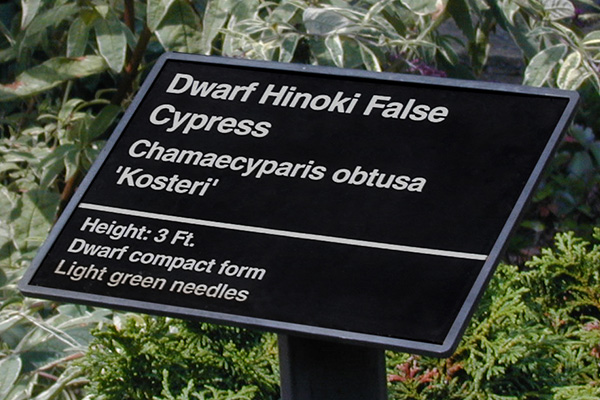 Dwarf Hinoki False
Cypress
Chamaecyparis obtusa
'Kosteri'
Height: 3 Ft.
Dwarf compact form
Light green needles